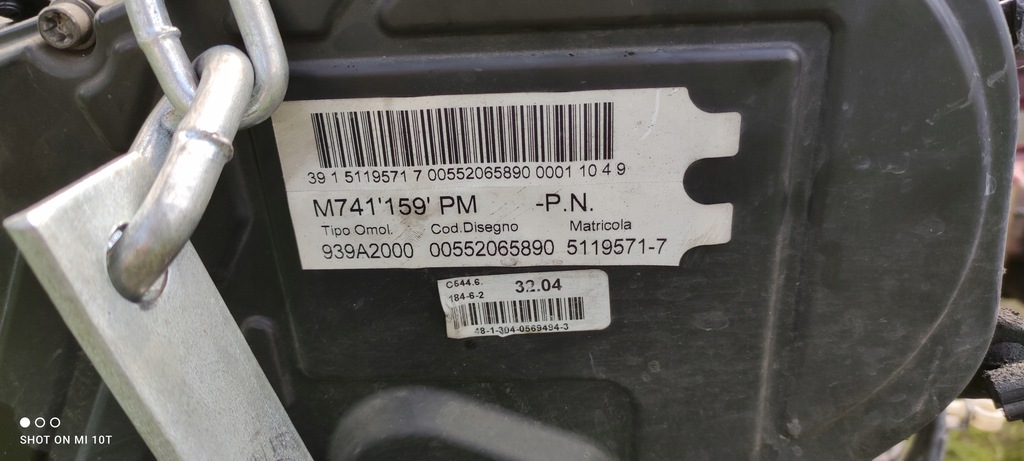 39 1 5119571 7 00552065890 0001 10 4 9
M741'159' PM -P.N.
Tipo Omol. Cod.Disegno Matricola
939A2000 00552065890 5119571-7
C544.6. 32.04
184-6-2
48-1-304-0569494-3
SHOT ON MI 10T